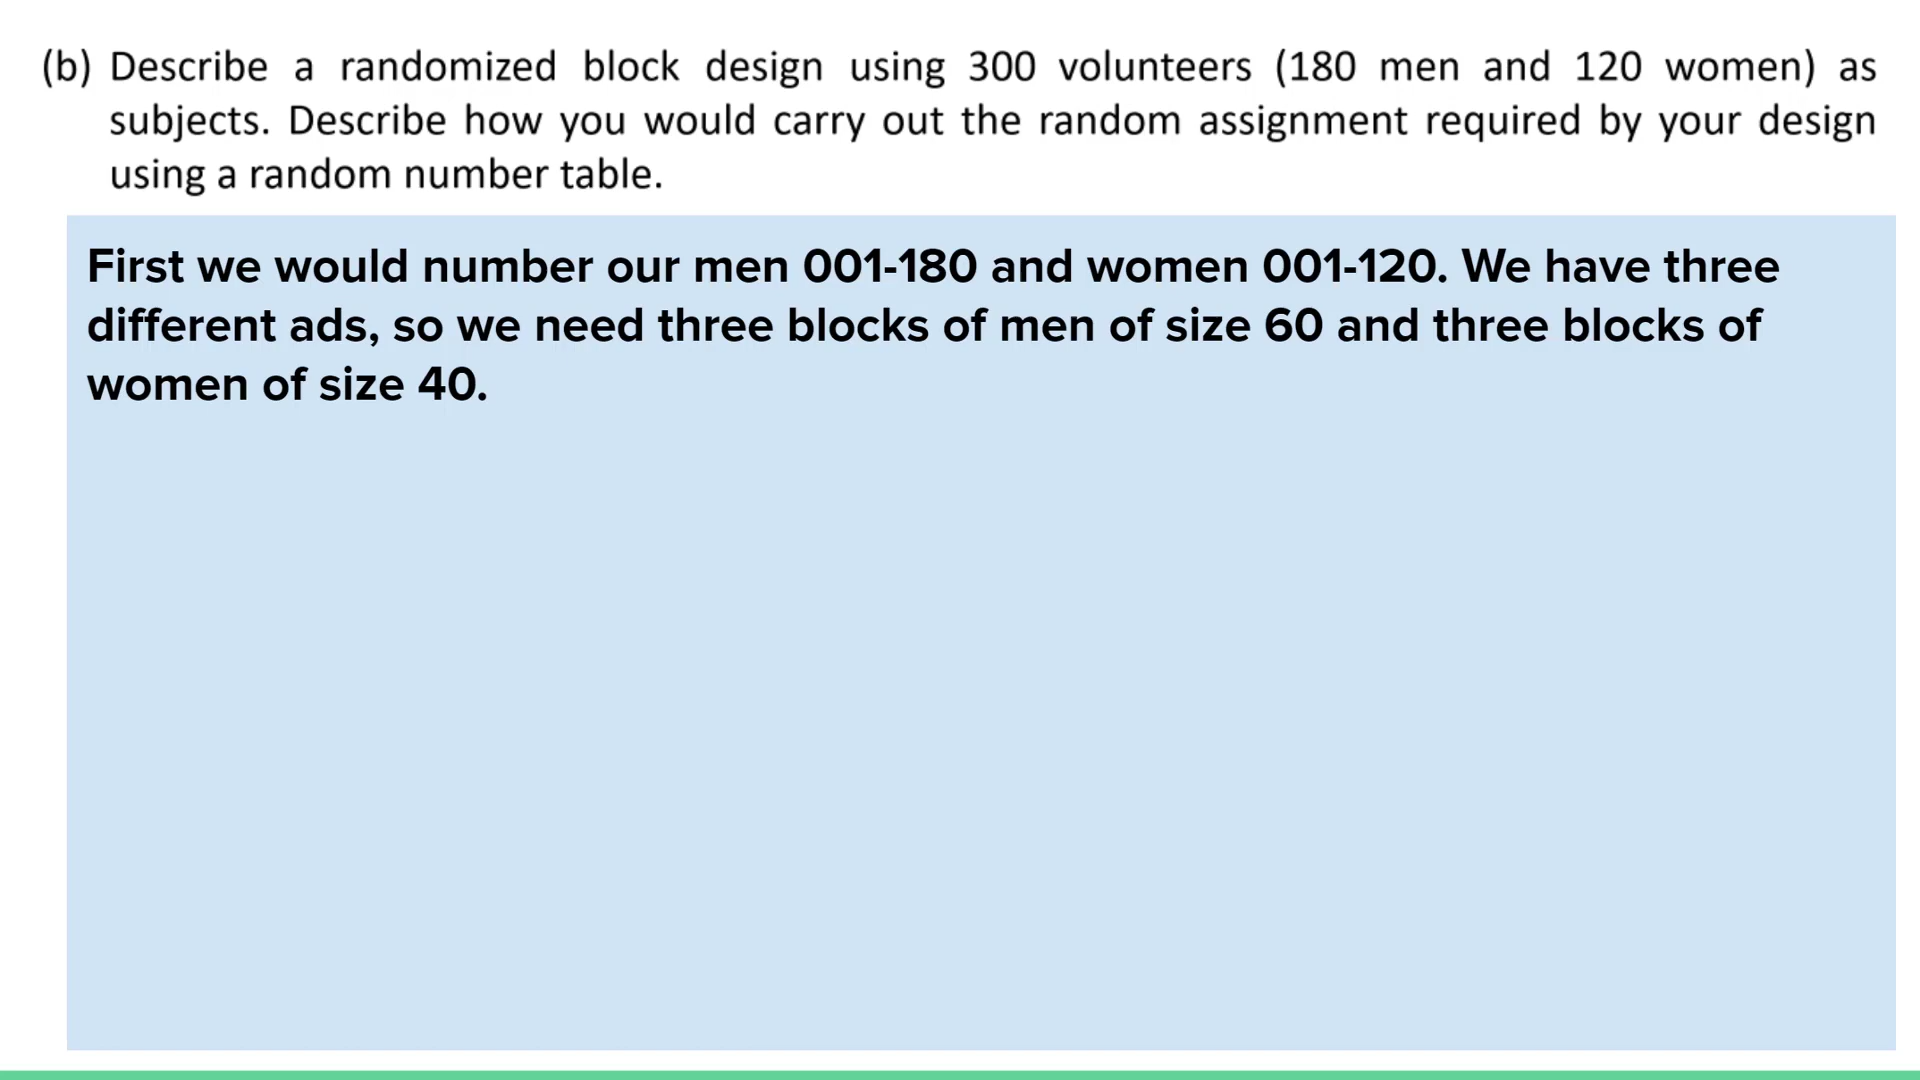 (b) Describe a randomized block design using 300 volunteers (180 men and 120 women) as
subjects. Describe how you would carry out the random assignment required by your design
using a random number table.
First we would number our men 001-180 and women 001-120. We have three
different ads, so we need three blocks of men of size 60 and three blocks of
women of size 40.